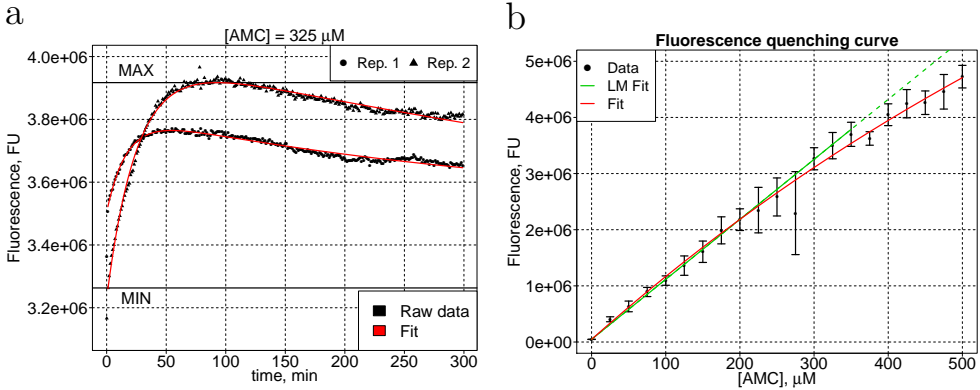 a
[AMC] = 325 μM
MAX
Rep. 1
Rep. 2
4.0e+06
3.8e+06
3.6e+06
3.4e+06
3.2e+06
Fluorescence, FU
MIN
Raw data
Fit
0
50
100
150
200
250
300
time, min
b
Fluorescence quenching curve
Data
LM Fit
Fit
5e+06
4e+06
3e+06
2e+06
1e+06
0e+00
Fluorescence, FU
0
100
200
300
400
500
[AMC], μM